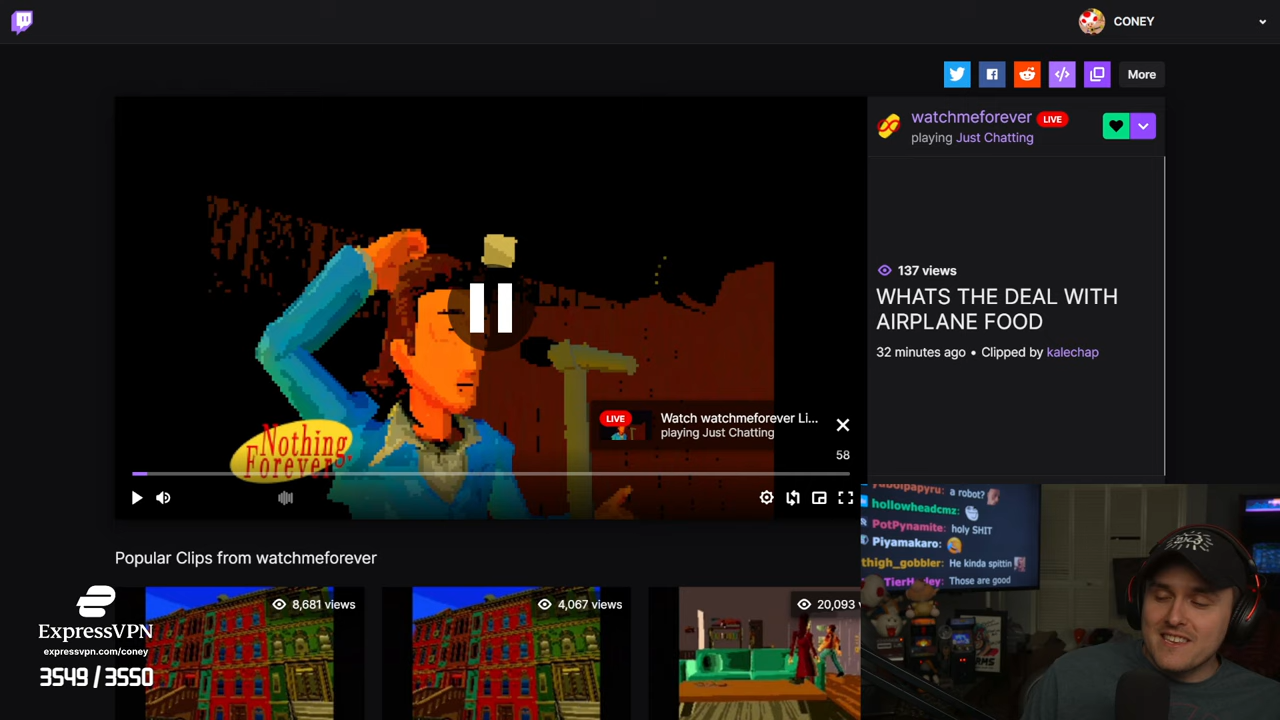 CONEY
More
watchmeforever LIVE
playing Just Chatting
137 views
WHATS THE DEAL WITH
AIRPLANE FOOD
32 minutes ago • Clipped by kalechap
Nothing
Forever
LIVE
Watch watchmeforever Li...
playing Just Chatting
58
yaboipapyru: a robot?
hollowheadcmz:
PotPynamite: holy SHIT
Piyamakaro:
thigh_gobbler: He kinda spittin
Those are good
Popular Clips from watchmeforever
8,681 views
4,067 views
20,093
ExpressVPN
expressvpn.com/coney
3549 / 3550